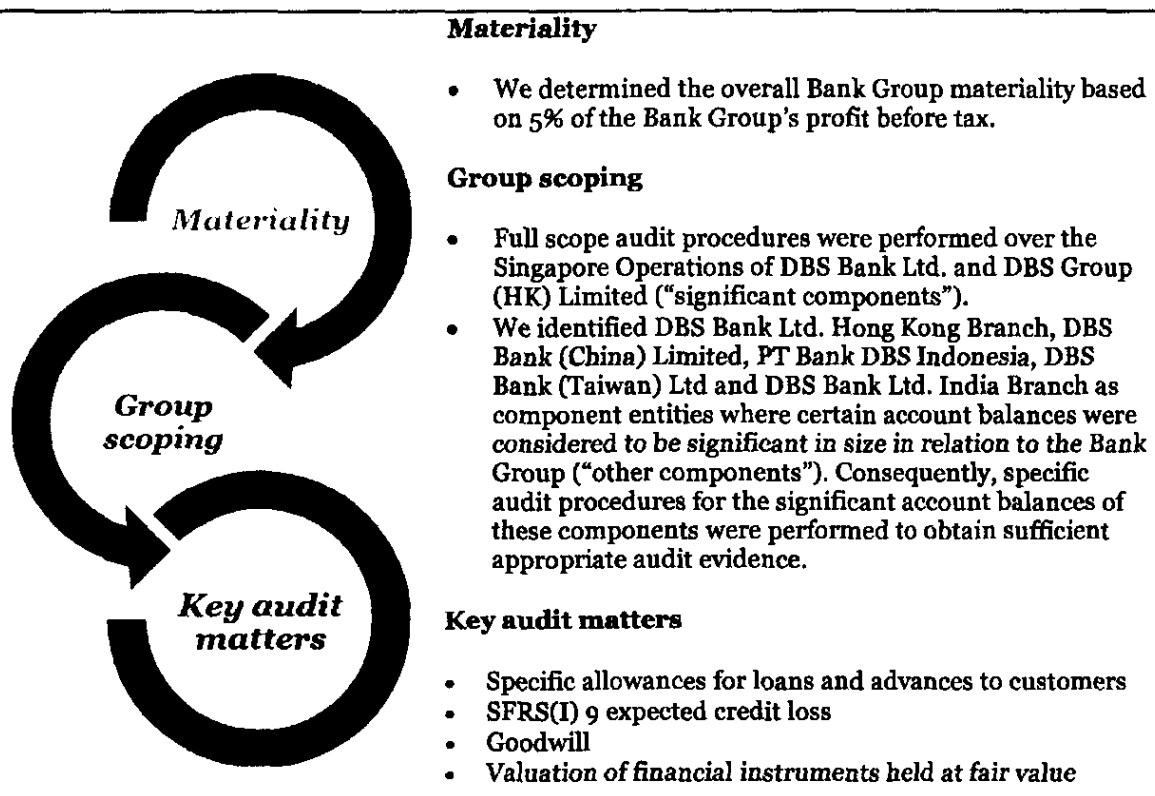 Materiality
• We determined the overall Bank Group materiality based
on 5% of the Bank Group's profit before tax.
Group scoping
• Full scope audit procedures were performed over the
Singapore Operations of DBS Bank Ltd. and DBS Group
(HK) Limited ("significant components").
• We identified DBS Bank Ltd. Hong Kong Branch, DBS
Bank (China) Limited, PT Bank DBS Indonesia, DBS
Bank (Taiwan) Ltd and DBS Bank Ltd. India Branch as
component entities where certain account balances were
considered to be significant in size in relation to the Bank
Group ("other components"). Consequently, specific
audit procedures for the significant account balances of
these components were performed to obtain sufficient
appropriate audit evidence.
Key audit matters
• Specific allowances for loans and advances to customers
• SFRS(I) 9 expected credit loss
• Goodwill
• Valuation of financial instruments held at fair value
Materiality
Group
scoping
Key audit
matters